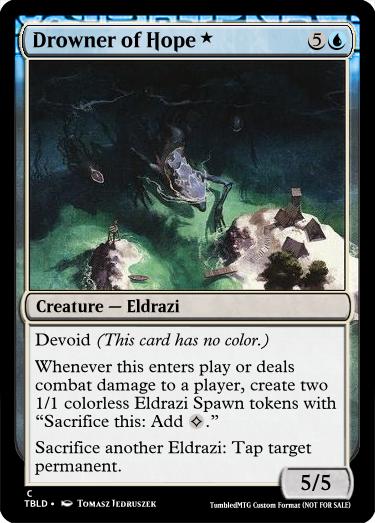 Drowner of Hope ★ 5
Creature — Eldrazi
Devoid (This card has no color.)
Whenever this enters play or deals
combat damage to a player, create two
1/1 colorless Eldrazi Spawn tokens with
“Sacrifice this: Add .”
Sacrifice another Eldrazi: Tap target
permanent.
5/5
C
TBLD • Tomasz Jedruszek
TumbledMTG Custom Format (NOT FOR SALE)